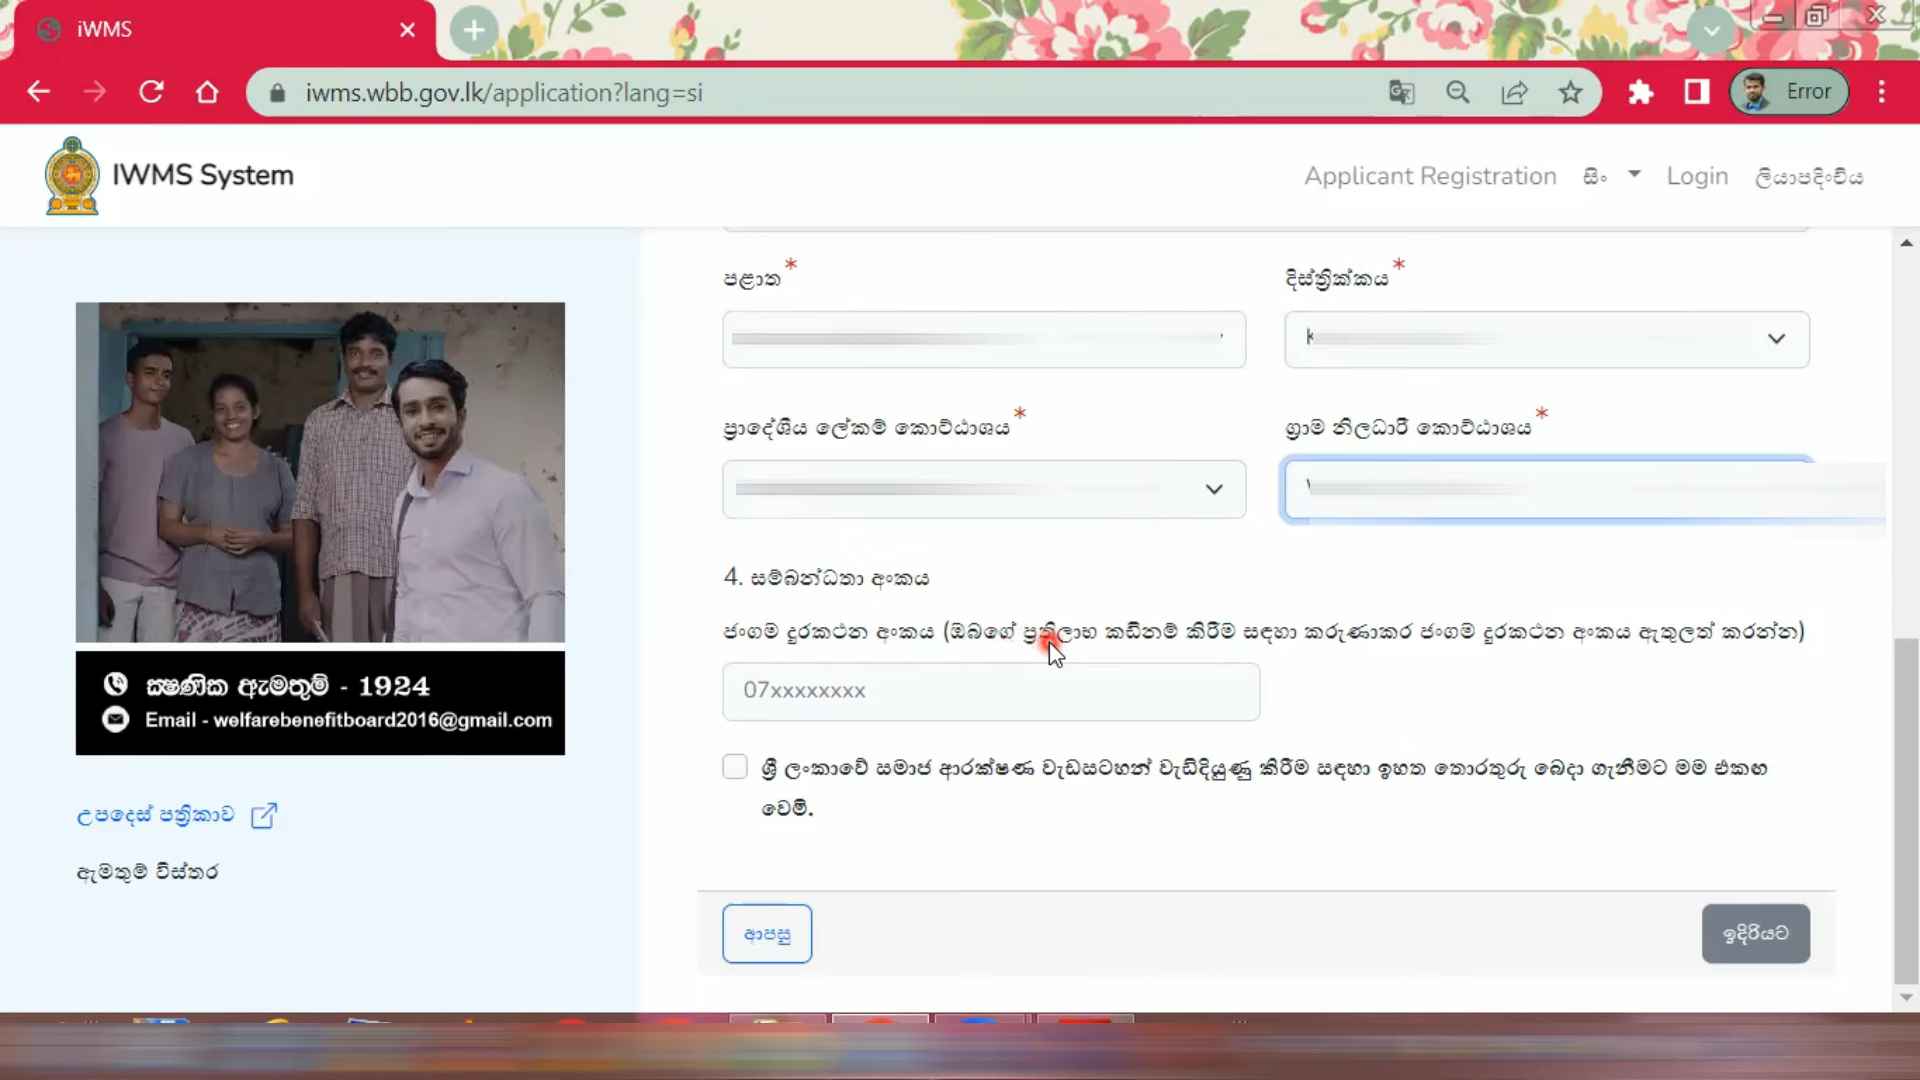 iWMS
iwms.wbb.gov.lk/application?lang=si
Error
IWMS System
Applicant Registration
සිං
Login
ලියාපදිංචිය
පළාත *
දිස්ත්‍රික්කය *
ප්‍රාදේශීය ලේකම් කොට්ඨාශය *
ග්‍රාම නිලධාරී කොට්ඨාශය *
4. සම්බන්ධතා අංකය
ජංගම දුරකථන අංකය (ඔබගේ ප්‍රතිලාභ කඩිනම් කිරීම සඳහා කරුණාකර ජංගම දුරකථන අංකය ඇතුලත් කරන්න)
07xxxxxxxx
ශ්‍රී ලංකාවේ සමාජ ආරක්ෂණ වැඩසටහන් වැඩිදියුණු කිරීම සඳහා ඉහත තොරතුරු බෙදා ගැනීමට මම එකඟ
වෙමි.
ආපසු
ඉදිරියට
ක්‍ෂණික ඇමතුම් - 1924
Email - welfarebenefitboard2016@gmail.com
උපදෙස් පත්‍රිකාව
ඇමතුම් විස්තර